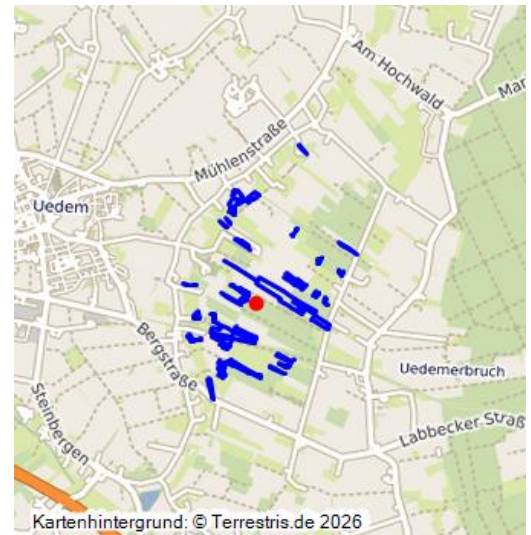 Am Hochwald
Mar
Mühlenstraße
Uedem
Bergstraße
Uedemerbruch
Steinbergen
Labbecker Straß
Kartenhintergrund: © Terrestris.de 2026